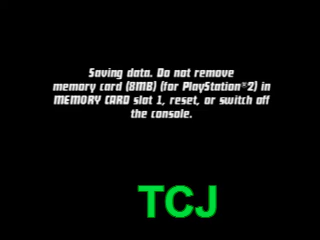 Saving data. Do not remove
memory card (8MB) (for PlayStation®2) in
MEMORY CARD slot 1, reset, or switch off
the console.
TCJ